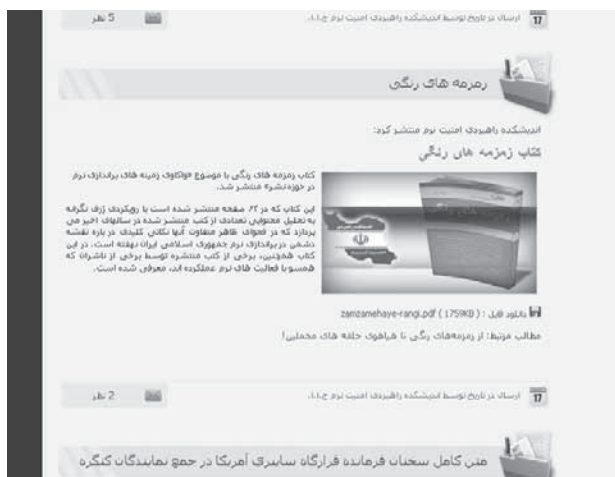 ارسال در تاریخ توسط اندیشکده راهبردی امنیت نرم ج.ا.ا.
5 نظر
17
زمزمه های رنگی
اندیشکده راهبردی امنیت نرم منتشر کرد:
کتاب زمزمه های رنگی
کتاب زمزمه های رنگی با موضوع فواکاوی زمینه های براندازی نرم
در حوزه نشر» منتشر شد.
این کتاب که در ۲۰ صفحه منتشر شده است با رویکردی ژرف نگرانه
به تحلیل محتوایی تعدادی از کتب منتشر شده در سالهای اخیر می
پردازد که در فحوای ظاهر متفاوت آنها نکاتی کلیدی در باره نقشه
دشمن در براندازی نرم جمهوری اسلامی ایران نهفته است. در این
کتاب همچنین، برخی از کتب منتشره توسط برخی از ناشران که
همسو با فعالیت های نرم عملکرده اند، معرفی شده است.
دانلود فایل : zamzamehaye-rangi.pdf ( 1759KB )
مطالب مرتبط: از زمزمه‌های رنگی تا هیاهوی حلقه های مخملین!
ارسال در تاریخ توسط اندیشکده راهبردی امنیت نرم ج.ا.ا.
2 نظر
17
متن کامل سخنان فرمانده قرارگاه سایبری آمریکا در جمع نمایندگان کنگره